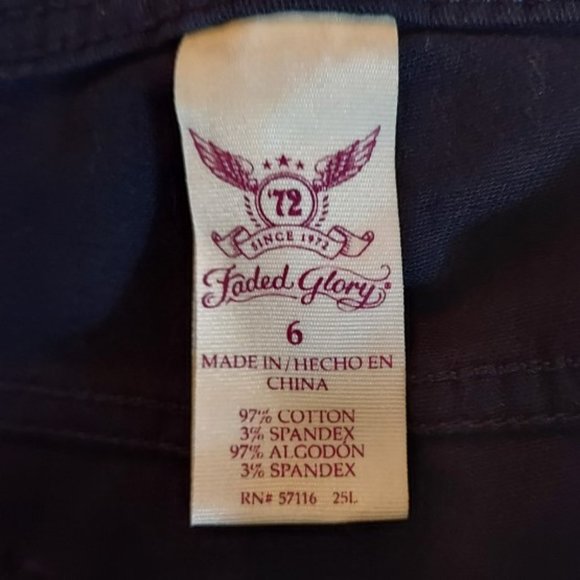 '72
SINCE 1972
Faded Glory®
6
MADE IN/HECHO EN
CHINA
97% COTTON
3% SPANDEX
97% ALGODÓN
3% SPANDEX
RN# 57116 25L